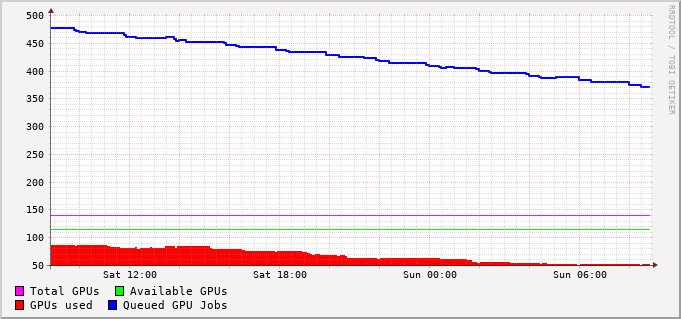 500
450
400
350
300
250
200
150
100
50
Sat 12:00 Sat 18:00 Sun 00:00 Sun 06:00
RRDTOOL / TOBI OETIKER
Total GPUs Available GPUs
GPUs used Queued GPU Jobs